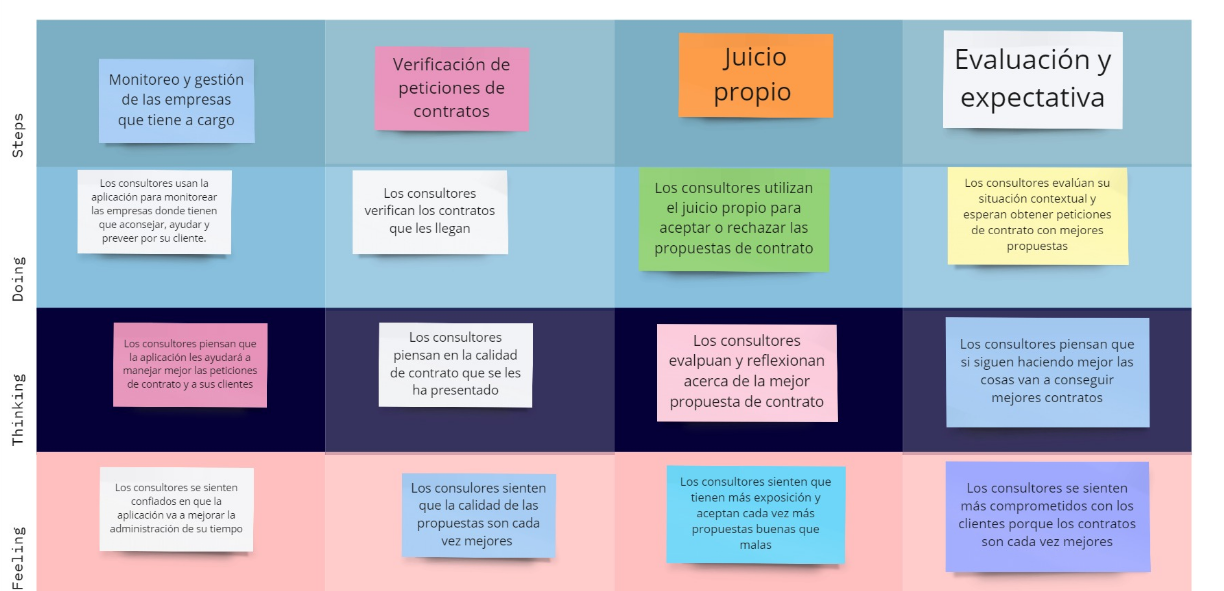 Steps
Monitoreo y gestión
de las empresas
que tiene a cargo
Verificación de
peticiones de
contratos
Juicio
propio
Evaluación y
expectativa
Doing
Los consultores usan la
aplicación para monitorear
las empresas donde tienen
que aconsejar, ayudar y
preveer por su cliente.
Los consultores
verifican los contratos
que les llegan
Los consultores utilizan
el juicio propio para
aceptar o rechazar las
propuestas de contrato
Los consultores evalúan su
situación contextual y
esperan obtener peticiones
de contrato con mejores
propuestas
Thinking
Los consultores piensan que
la aplicación les ayudará a
manejar mejor las peticiones
de contrato y a sus clientes
Los consultores
piensan en la calidad
de contrato que se les
ha presentado
Los consultores
evalpuan y reflexionan
acerca de la mejor
propuesta de contrato
Los consultores piensan que
si siguen haciendo mejor las
cosas van a conseguir
mejores contratos
Feeling
Los consultores se sienten
confiados en que la
aplicación va a mejorar la
administración de su tiempo
Los consulores sienten
que la calidad de las
propuestas son cada
vez mejores
Los consultores sienten que
tienen más exposición y
aceptan cada vez más
propuestas buenas que
malas
Los consultores se sienten
más comprometidos con los
clientes porque los contratos
son cada vez mejores